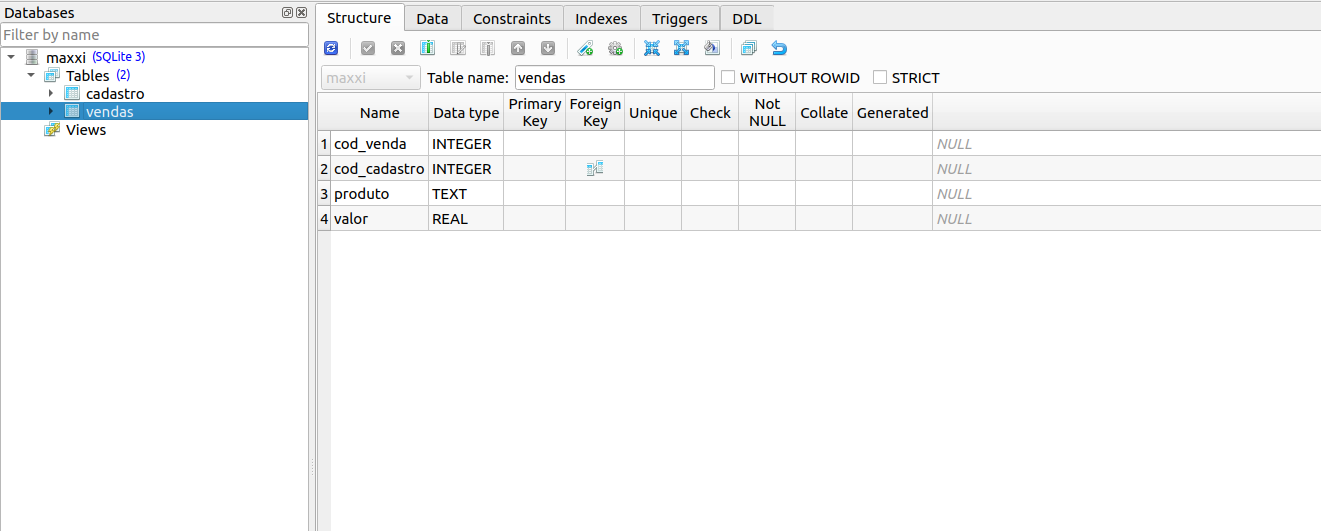 Databases
Filter by name
maxxi (SQLite 3)
Tables (2)
cadastro
vendas
Views
Structure Data Constraints Indexes Triggers DDL
maxxi Table name: vendas WITHOUT ROWID STRICT
Name Data type Primary Key Foreign Key Unique Check Not NULL Collate Generated
1 cod_venda INTEGER NULL
2 cod_cadastro INTEGER NULL
3 produto TEXT NULL
4 valor REAL NULL